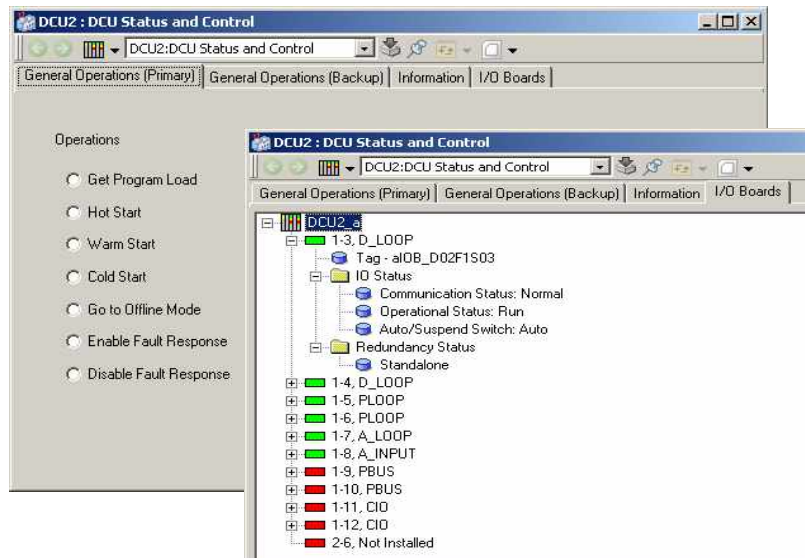 DCU2 : DCU Status and Control
DCU2:DCU Status and Control
General Operations (Primary) General Operations (Backup) Information I/O Boards
Operations
Get Program Load
Hot Start
Warm Start
Cold Start
Go to Offline Mode
Enable Fault Response
Disable Fault Response
DCU2 : DCU Status and Control
DCU2:DCU Status and Control
General Operations (Primary) General Operations (Backup) Information I/O Boards
DCU2_a
1-3, D_LOOP
Tag - aIOB_D02F1S03
IO Status
Communication Status: Normal
Operational Status: Run
Auto/Suspend Switch: Auto
Redundancy Status
Standalone
1-4, D_LOOP
1-5, PLOOP
1-6, PLOOP
1-7, A_LOOP
1-8, A_INPUT
1-9, PBUS
1-10, PBUS
1-11, CIO
1-12, CIO
2-6, Not Installed